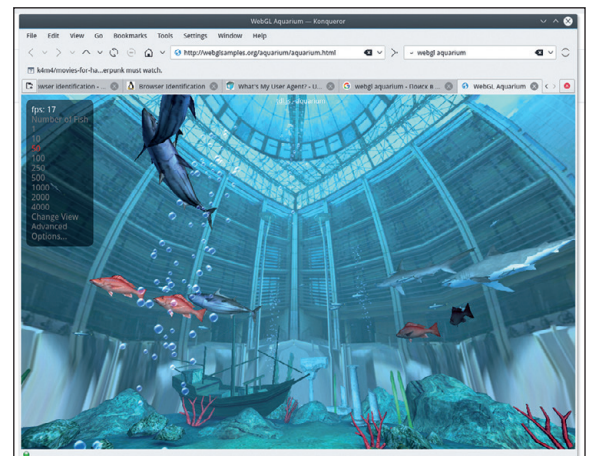 WebGL Aquarium — Konqueror
File Edit View Go Bookmarks Tools Settings Window Help
http://webglsamples.org/aquarium/aquarium.html webgl aquarium
k4m4/movies-for-ha...erpunk must watch.
wser Identification - ... Browser Identification What's My User Agent? - U... webgl aquarium - Поиск в ... WebGL Aquarium
fps: 17
Number of Fish
1
10
50
100
250
500
1000
2000
4000
Change View
Advanced
Options...